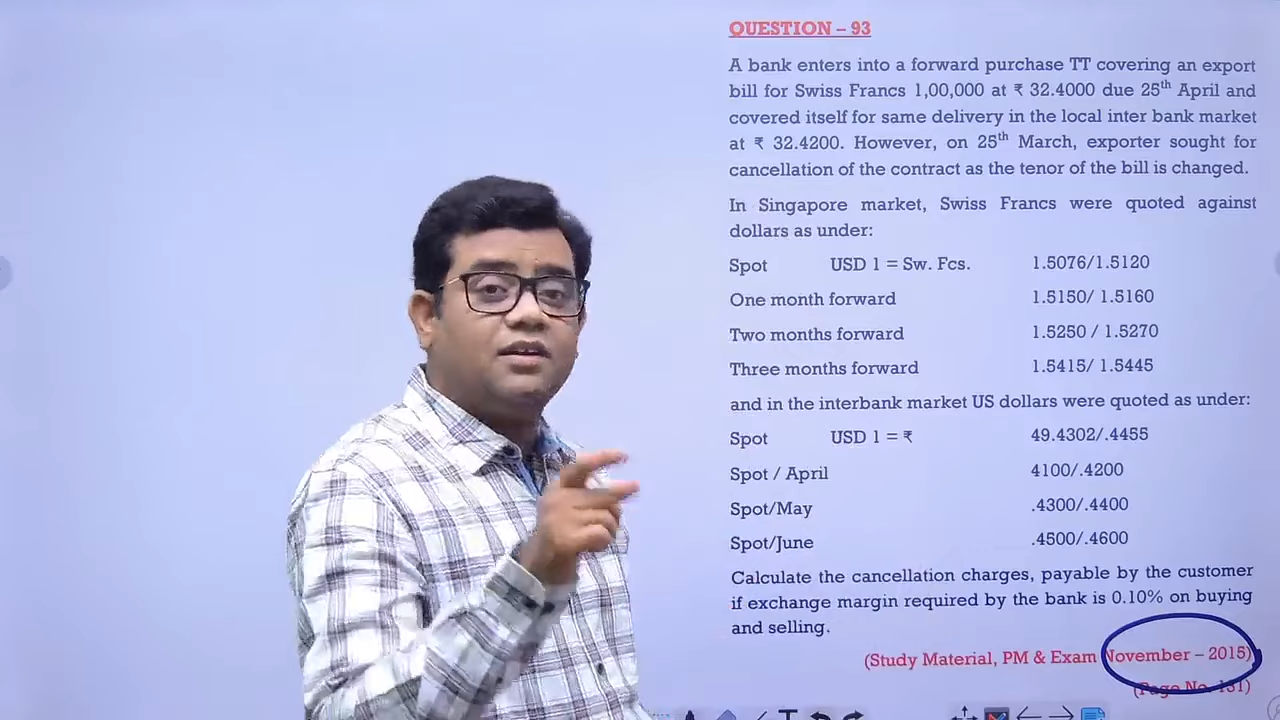 QUESTION – 93
A bank enters into a forward purchase TT covering an export
bill for Swiss Francs 1,00,000 at ₹ 32.4000 due 25th April and
covered itself for same delivery in the local inter bank market
at ₹ 32.4200. However, on 25th March, exporter sought for
cancellation of the contract as the tenor of the bill is changed.
In Singapore market, Swiss Francs were quoted against
dollars as under:
Spot USD 1 = Sw. Fcs. 1.5076/1.5120
One month forward 1.5150/ 1.5160
Two months forward 1.5250 / 1.5270
Three months forward 1.5415/ 1.5445
and in the interbank market US dollars were quoted as under:
Spot USD 1 = ₹ 49.4302/.4455
Spot / April 4100/.4200
Spot/May .4300/.4400
Spot/June .4500/.4600
Calculate the cancellation charges, payable by the customer
if exchange margin required by the bank is 0.10% on buying
and selling.
(Study Material, PM & Exam November – 2015)
(Page No. 131)